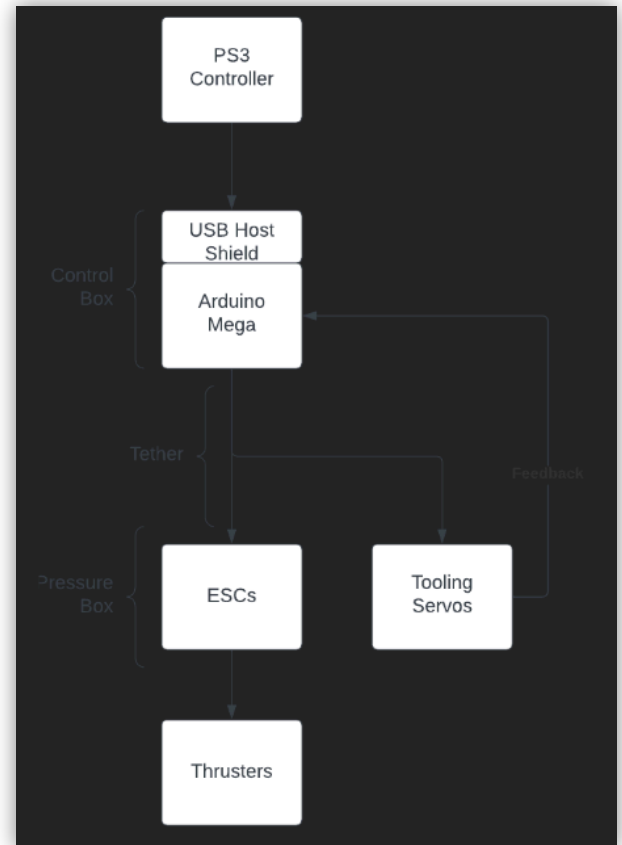 PS3
Controller
USB Host
Shield
Control
Box
Arduino
Mega
Tether
Feedback
Pressure
Box
ESCs
Tooling
Servos
Thrusters